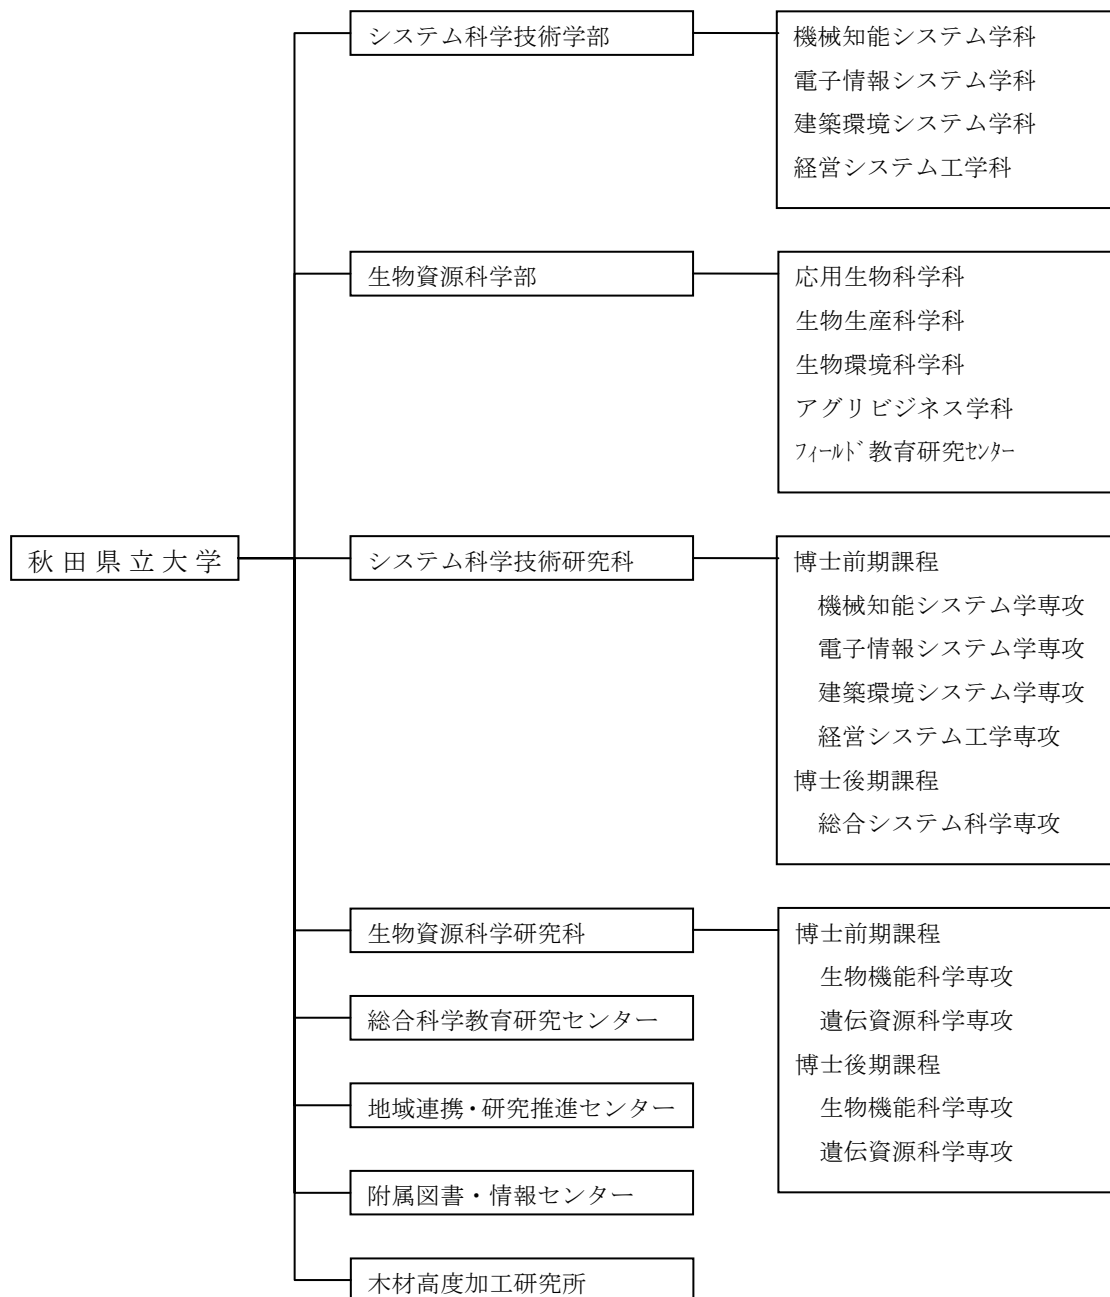 システム科学技術学部
機械知能システム学科
電子情報システム学科
建築環境システム学科
経営システム工学科
生物資源科学部
応用生物科学科
生物生産科学科
生物環境科学科
アグリビジネス学科
フィールド教育研究センター
秋田県立大学
システム科学技術研究科
博士前期課程
機械知能システム学専攻
電子情報システム学専攻
建築環境システム学専攻
経営システム工学専攻
博士後期課程
総合システム科学専攻
生物資源科学研究科
博士前期課程
生物機能科学専攻
遺伝資源科学専攻
博士後期課程
生物機能科学専攻
遺伝資源科学専攻
総合科学教育研究センター
地域連携・研究推進センター
附属図書・情報センター
木材高度加工研究所